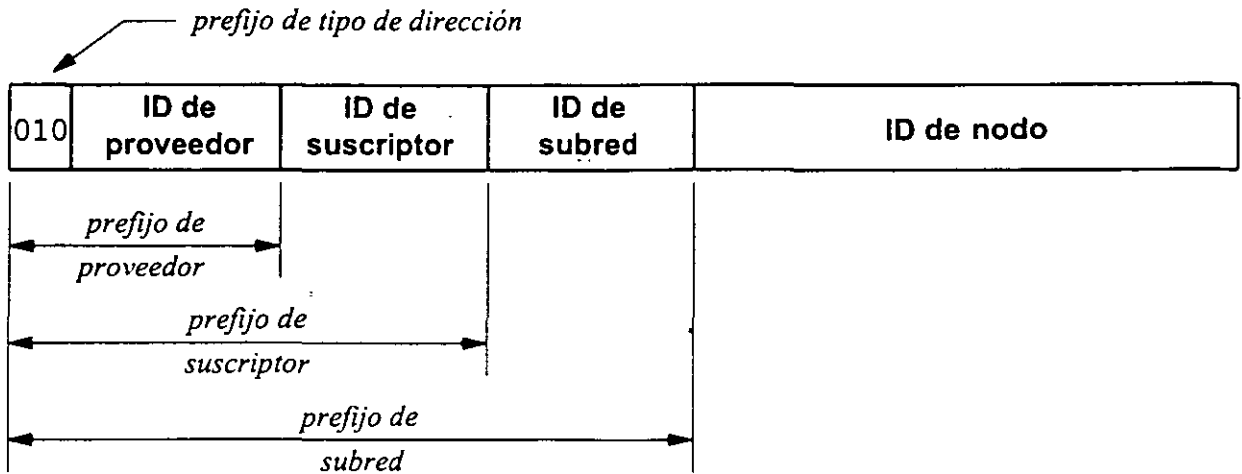 prefijo de tipo de dirección
010
ID de
proveedor
ID de
suscriptor
ID de
subred
ID de nodo
prefijo de
proveedor
prefijo de
suscriptor
prefijo de
subred